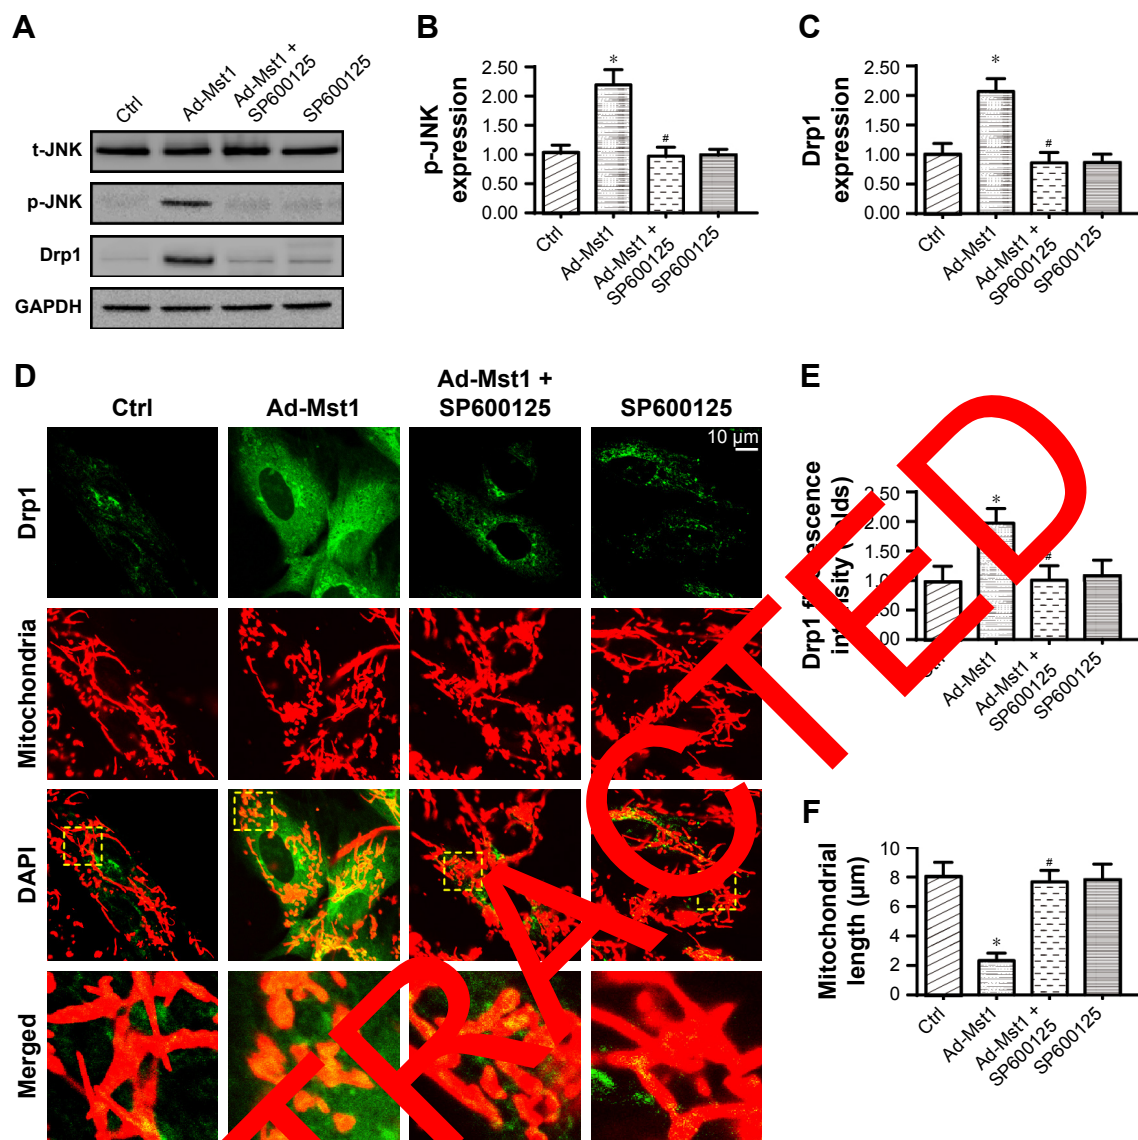 A
Ctrl
Ad-Mst1
Ad-Mst1 +
SP600125
SP600125
t-JNK
p-JNK
Drp1
GAPDH
B
p-JNK
expression
2.50
2.00
1.50
1.00
0.50
0.00
*
#
Ctrl
Ad-Mst1
Ad-Mst1 +
SP600125
SP600125
C
Drp1
expression
2.50
2.00
1.50
1.00
0.50
0.00
*
#
Ctrl
Ad-Mst1
Ad-Mst1 +
SP600125
SP600125
D
Ctrl
Ad-Mst1
Ad-Mst1 +
SP600125
SP600125
10 µm
Drp1
Mitochondria
DAPI
Merged
E
Drp1
2.50
2.00
1.50
1.00
*
#
Ad-Mst1
Ad-Mst1 +
SP600125
SP600125
F
Mitochondrial
length (µm)
10
8
6
4
2
0
*
#
Ctrl
Ad-Mst1
Ad-Mst1 +
SP600125
SP600125
TRACTED